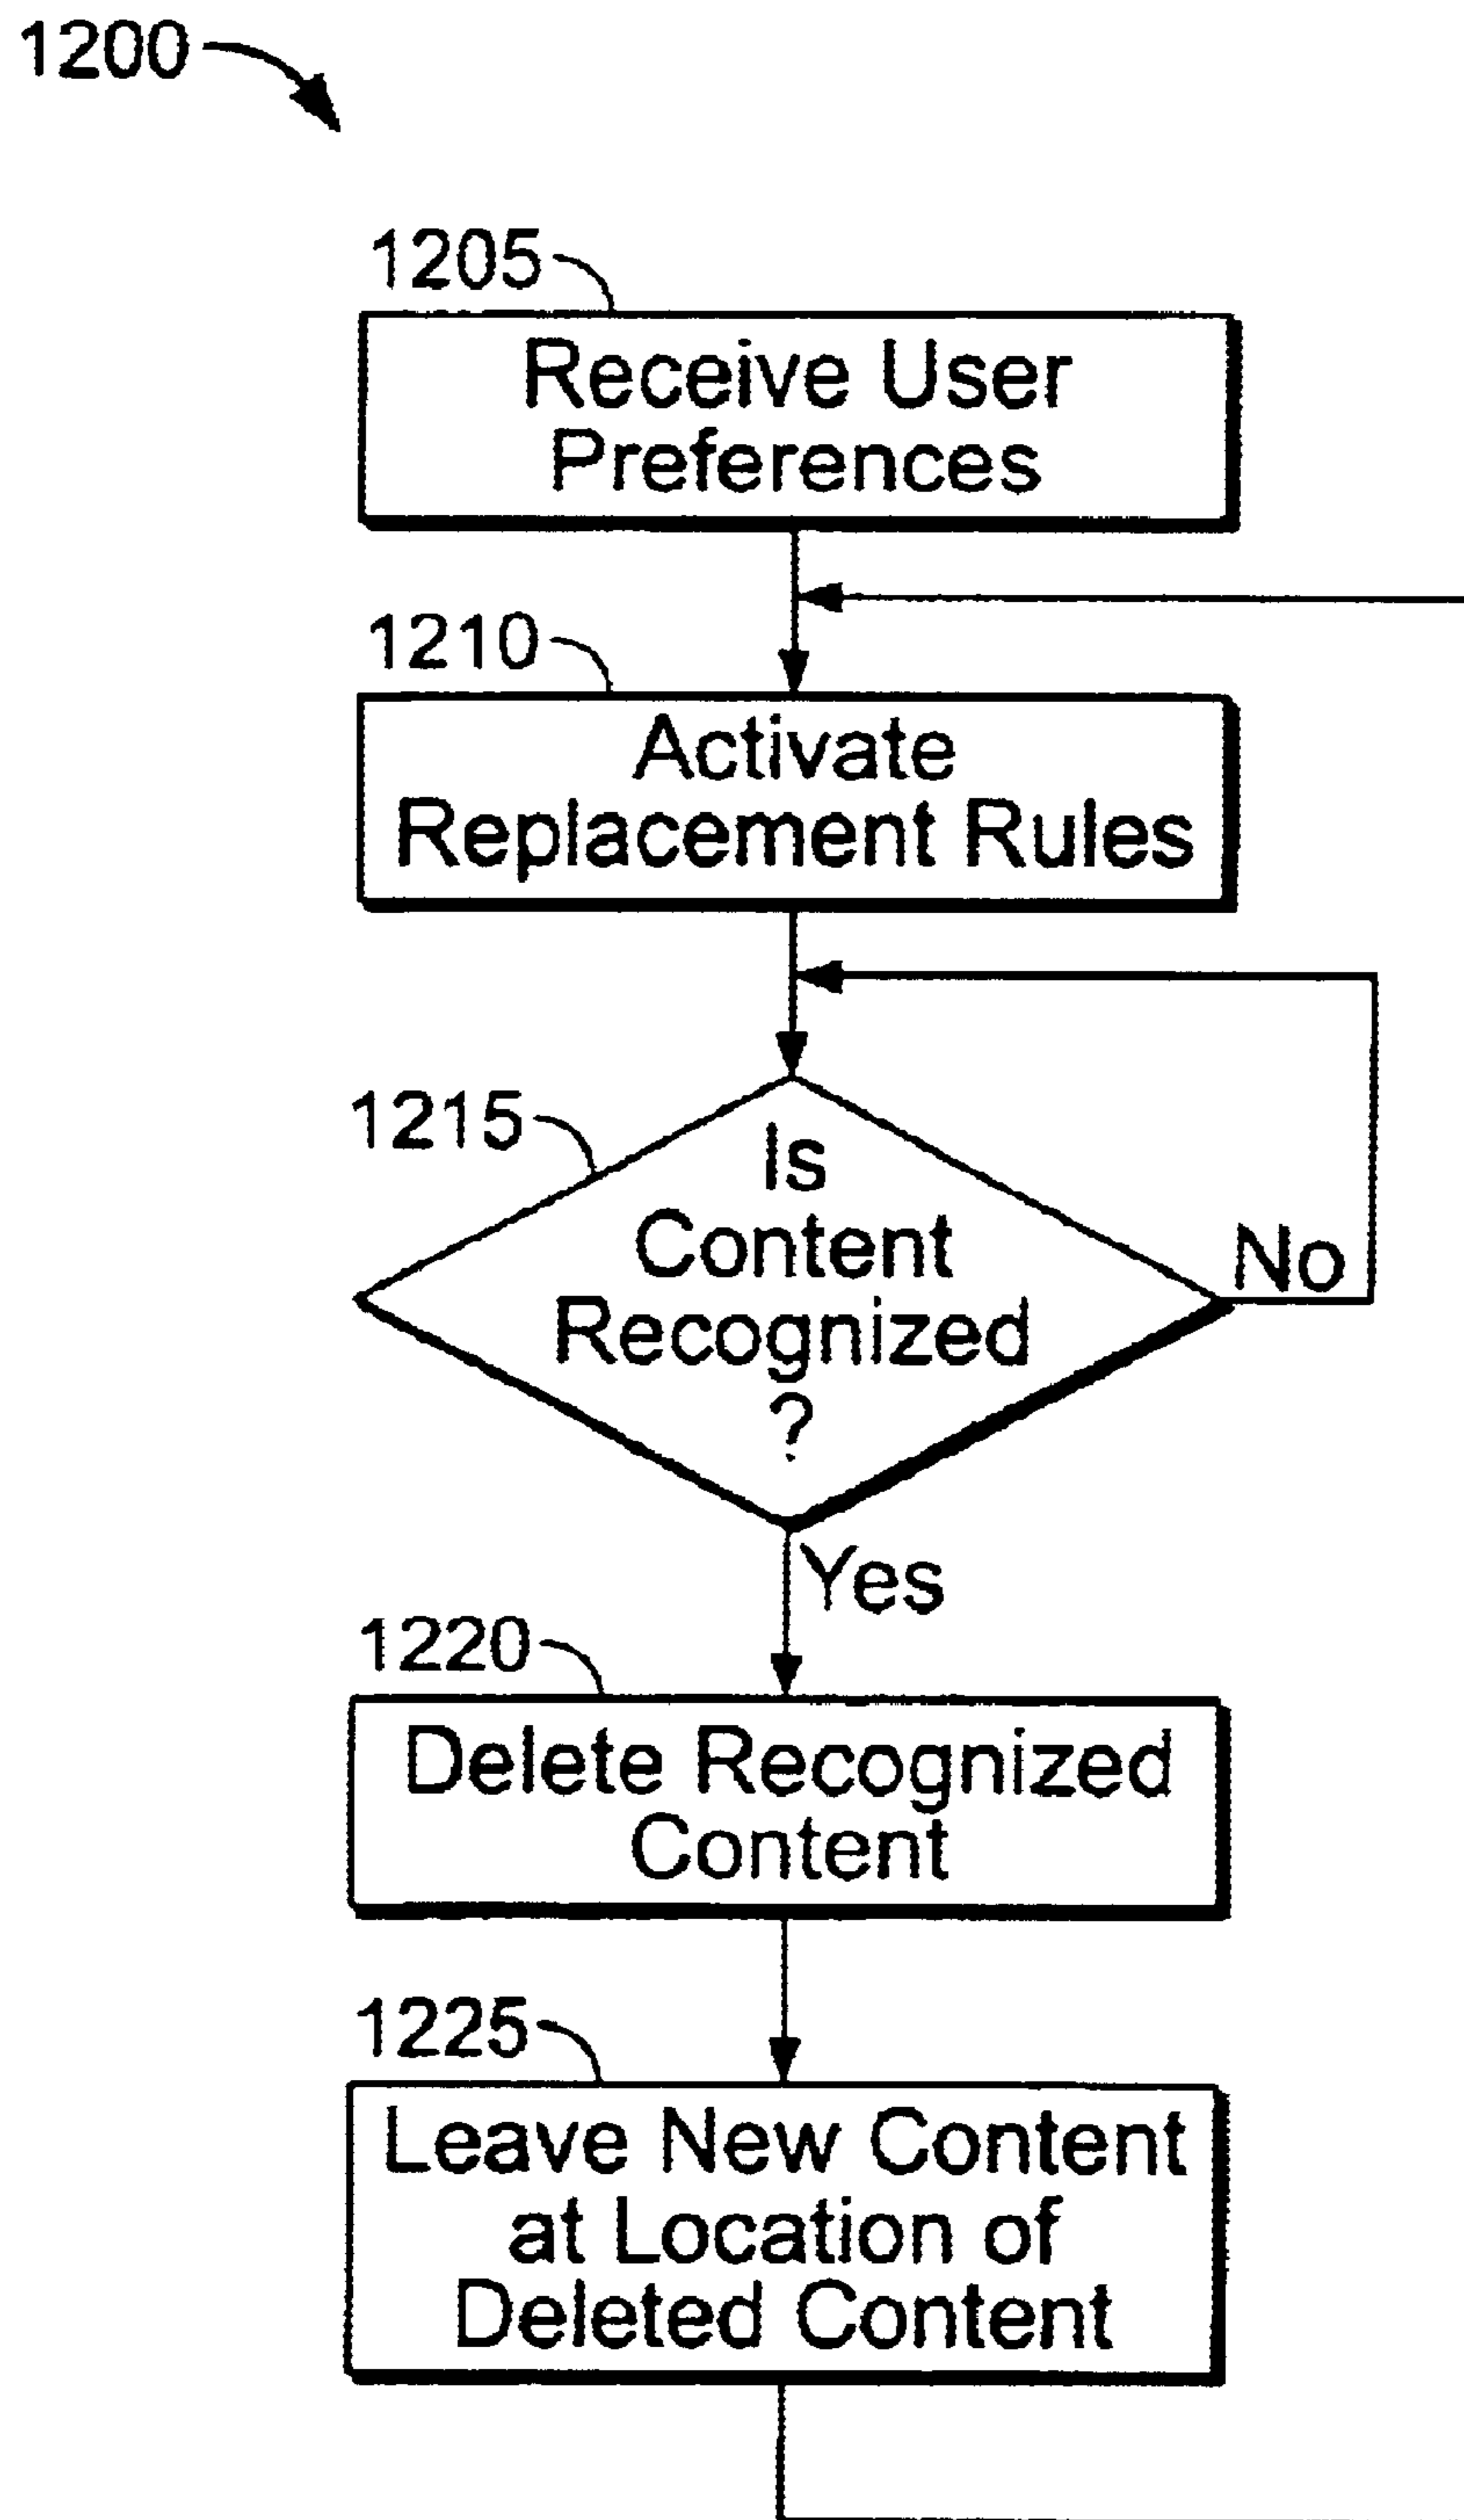 1200
1205
Receive User
Preferences
1210
Activate
Replacement Rules
1215
Is
Content
Recognized
?
No
Yes
1220
Delete Recognized
Content
1225
Leave New Content
at Location of
Deleted Content